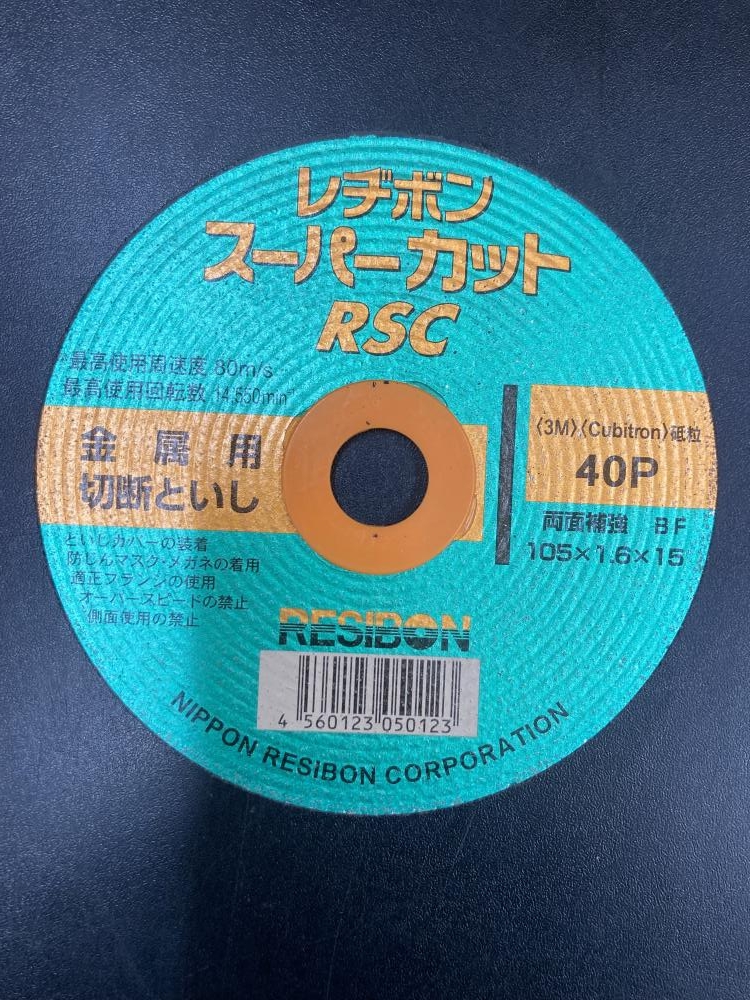 レヂボン
スーパーカット
RSC
最高使用周速度 80m/s
最高使用回転数 14,550min⁻¹
金属用
切断といし
〈3M〉〈Cubitron〉砥粒
40P
両面補強 BF
105×1.6×15
といしカバーの装着
防じんマスク・メガネの着用
適正フランジの使用
オーバースピードの禁止
側面使用の禁止
RESIBON
4 560123 050123
NIPPON RESIBON CORPORATION